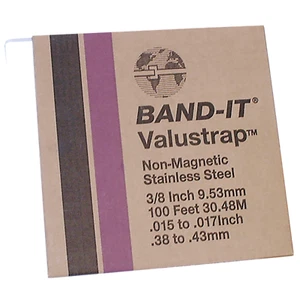 BAND-IT®
Valustrap™
Non-Magnetic
Stainless Steel
3/8 Inch 9.53mm
100 Feet 30.48M
.015 to .017Inch
.38 to .43mm